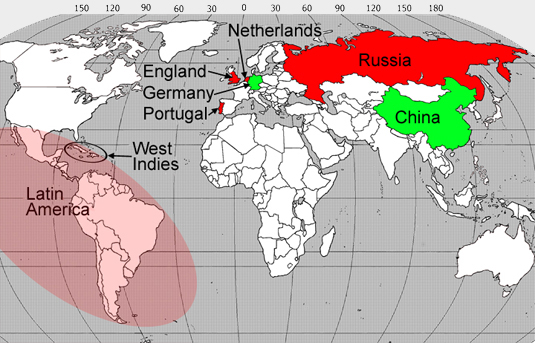 150 120 90 60 30 0 30 60 90 120 150 180
Netherlands
England
Russia
Germany
Portugal
China
West
Indies
Latin
America